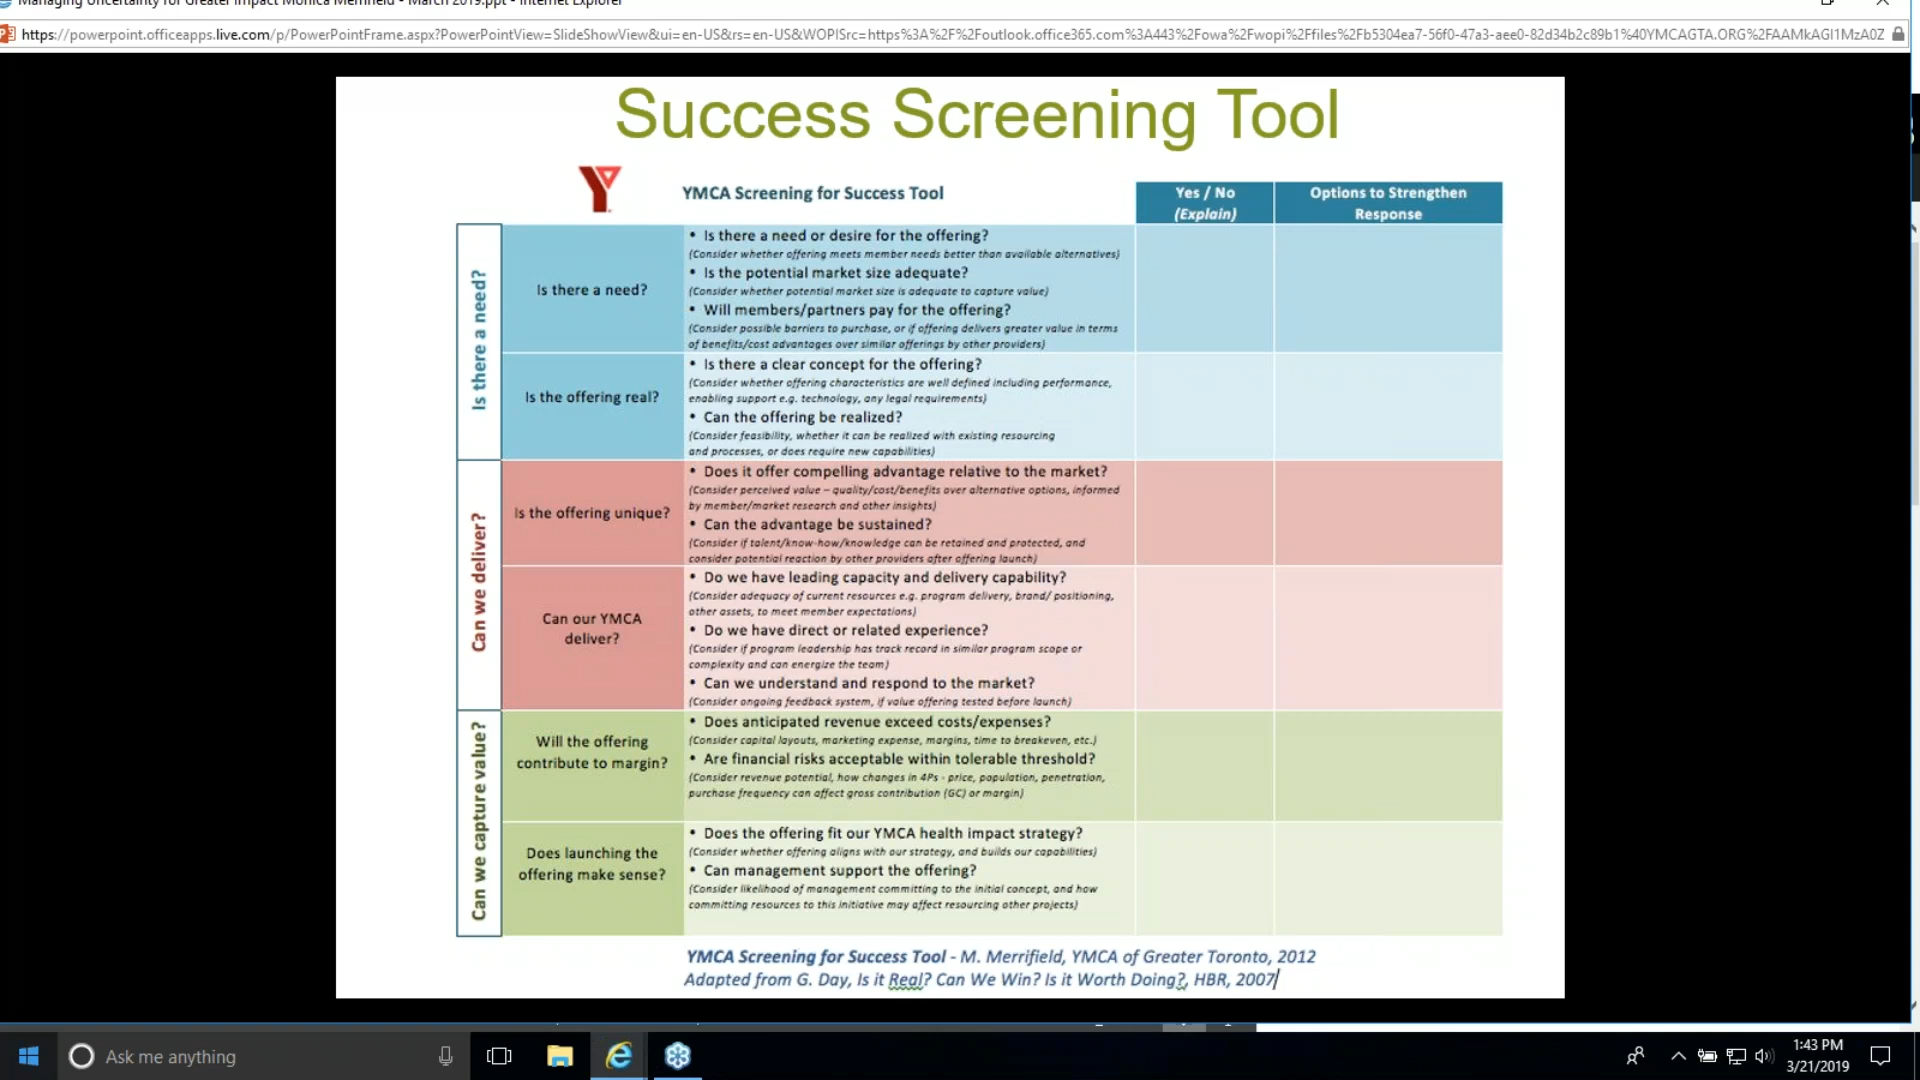 Managing Uncertainty for Greater Impact Monica Merrifield - March 2019.ppt - Internet Explorer
https://powerpoint.officeapps.live.com/p/PowerPointFrame.aspx?PowerPointView=SlideShowView&ui=en-US&rs=en-US&WOPISrc=https%3A%2F%2Foutlook.office365.com%3A443%2Fowa%2Fwopi%2Ffiles%2Fb5304ea7-56f0-47a3-aee0-82d34b2c89b1%40YMCAGTA.ORG%2FAAMkAGI1MzA0Z
Success Screening Tool
YMCA Screening for Success Tool
Yes / No
(Explain)
Options to Strengthen
Response
Is there a need?
Is there a need?
• Is there a need or desire for the offering?
(Consider whether offering meets member needs better than available alternatives)
• Is the potential market size adequate?
(Consider whether potential market size is adequate to capture value)
• Will members/partners pay for the offering?
(Consider possible barriers to purchase, or if offering delivers greater value in terms
of benefits/cost advantages over similar offerings by other providers)
Is the offering real?
• Is there a clear concept for the offering?
(Consider whether offering characteristics are well defined including performance,
enabling support e.g. technology, any legal requirements)
• Can the offering be realized?
(Consider feasibility, whether it can be realized with existing resourcing
and processes, or does require new capabilities)
Can we deliver?
Is the offering unique?
• Does it offer compelling advantage relative to the market?
(Consider perceived value – quality/cost/benefits over alternative options, informed
by member/market research and other insights)
• Can the advantage be sustained?
(Consider if talent/know-how/knowledge can be retained and protected, and
consider potential reaction by other providers after offering launch)
Can our YMCA
deliver?
• Do we have leading capacity and delivery capability?
(Consider adequacy of current resources e.g. program delivery, brand/ positioning,
other assets, to meet member expectations)
• Do we have direct or related experience?
(Consider if program leadership has track record in similar program scope or
complexity and can energize the team)
• Can we understand and respond to the market?
(Consider ongoing feedback system, if value offering tested before launch)
Can we capture value?
Will the offering
contribute to margin?
• Does anticipated revenue exceed costs/expenses?
(Consider capital layouts, marketing expense, margins, time to breakeven, etc.)
• Are financial risks acceptable within tolerable threshold?
(Consider revenue potential, how changes in 4Ps - price, population, penetration,
purchase frequency can affect gross contribution (GC) or margin)
Does launching the
offering make sense?
• Does the offering fit our YMCA health impact strategy?
(Consider whether offering aligns with our strategy, and builds our capabilities)
• Can management support the offering?
(Consider likelihood of management committing to the initial concept, and how
committing resources to this initiative may affect resourcing other projects)
YMCA Screening for Success Tool - M. Merrifield, YMCA of Greater Toronto, 2012
Adapted from G. Day, Is it Real? Can We Win? Is it Worth Doing?, HBR, 2007
Ask me anything
1:43 PM
3/21/2019